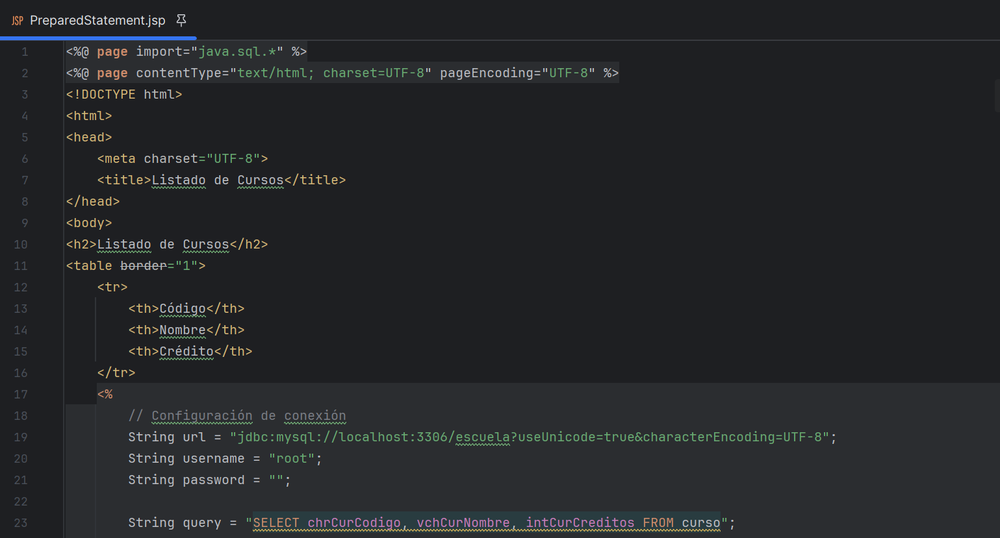 JSP PreparedStatement.jsp
1 <%@ page import="java.sql.*" %>
2 <%@ page contentType="text/html; charset=UTF-8" pageEncoding="UTF-8" %>
3 <!DOCTYPE html>
4 <html>
5 <head>
6     <meta charset="UTF-8">
7     <title>Listado de Cursos</title>
8 </head>
9 <body>
10 <h2>Listado de Cursos</h2>
11 <table border="1">
12     <tr>
13         <th>Código</th>
14         <th>Nombre</th>
15         <th>Crédito</th>
16     </tr>
17     <%
18         // Configuración de conexión
19         String url = "jdbc:mysql://localhost:3306/escuela?useUnicode=true&characterEncoding=UTF-8";
20         String username = "root";
21         String password = "";
22
23         String query = "SELECT chrCurCodigo, vchCurNombre, intCurCreditos FROM curso";